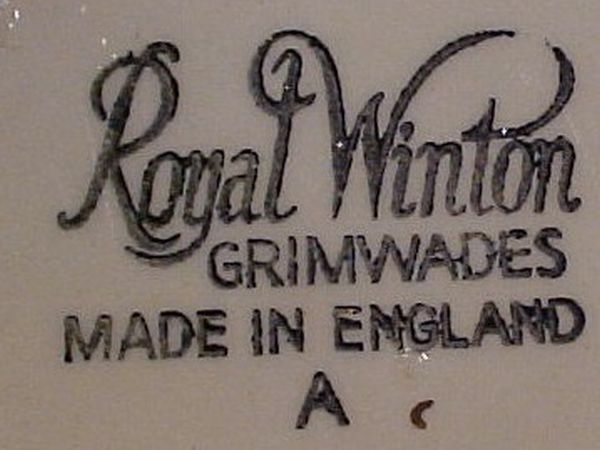 Royal Winton
GRIMWADES
MADE IN ENGLAND
A